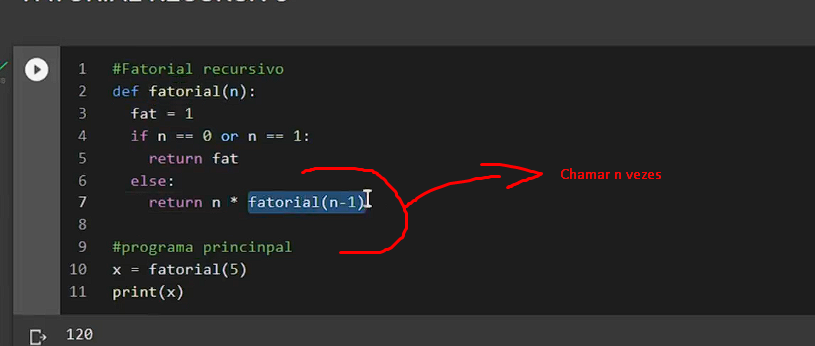 1 #Fatorial recursivo
2 def fatorial(n):
3 fat = 1
4 if n == 0 or n == 1:
5 return fat
6 else:
7 return n * fatorial(n-1)
Chamar n vezes
8
9 #programa princinpal
10 x = fatorial(5)
11 print(x)
120